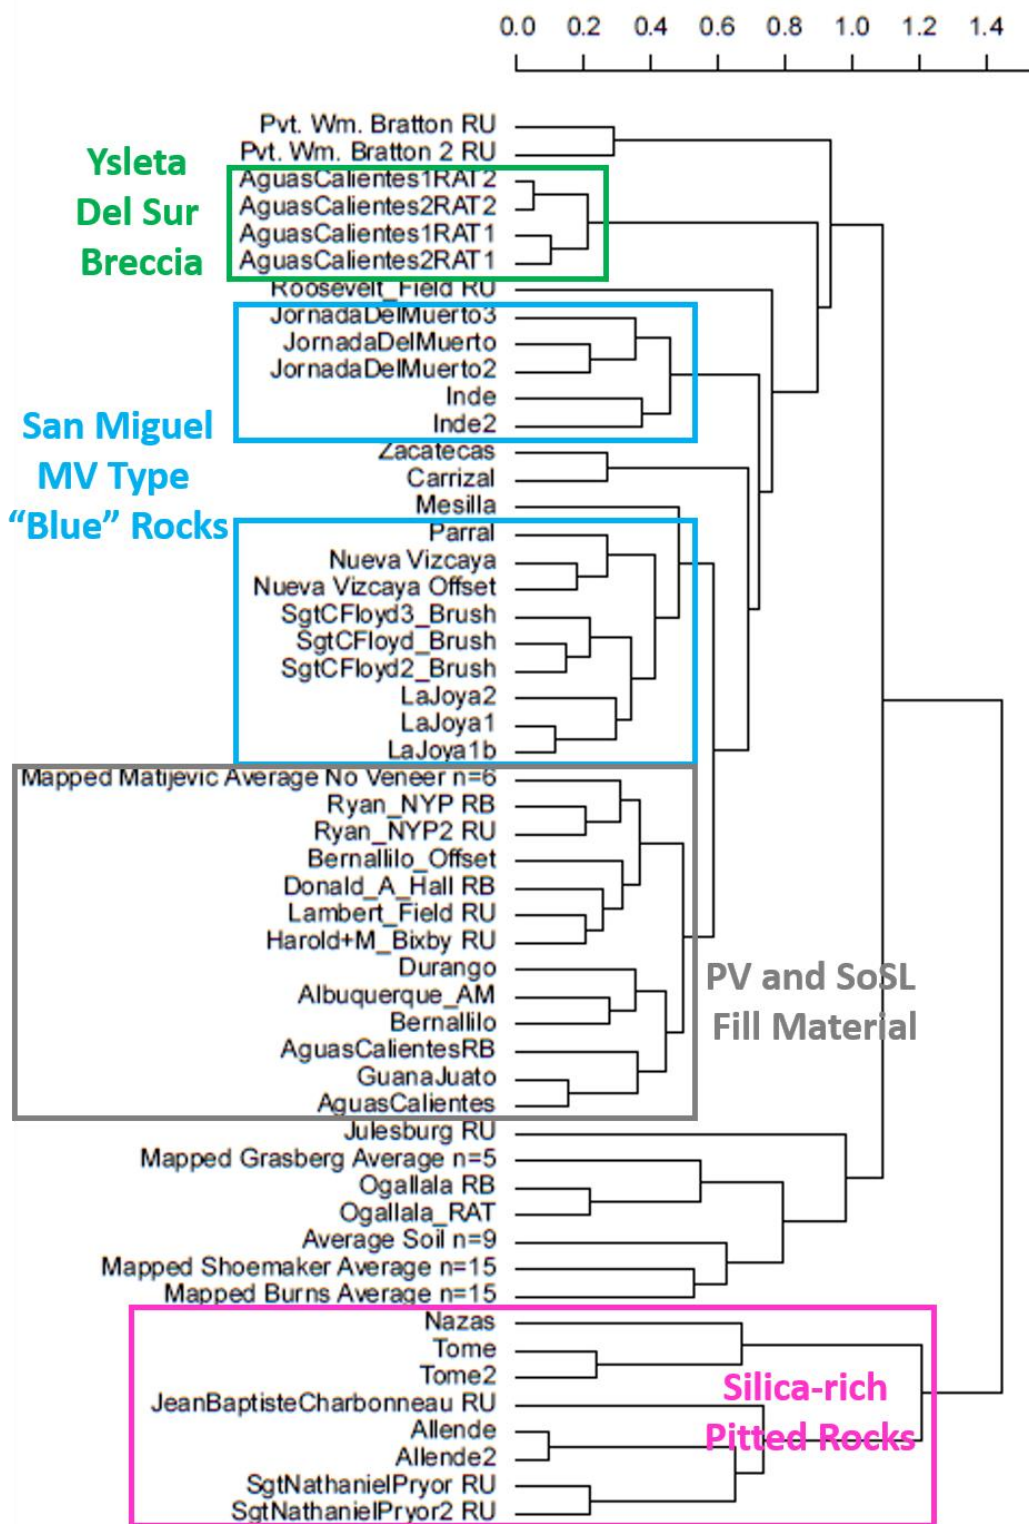 0.0 0.2 0.4 0.6 0.8 1.0 1.2 1.4
Pvt. Wm. Bratton RU
Pvt. Wm. Bratton 2 RU
Ysleta
Del Sur
Breccia
AguasCalientes1RAT2
AguasCalientes2RAT2
AguasCalientes1RAT1
AguasCalientes2RAT1
Roosevelt_Field RU
JornadaDelMuerto3
JornadaDelMuerto
JornadaDelMuerto2
Inde
Inde2
San Miguel
MV Type
“Blue” Rocks
Zacatecas
Carrizal
Mesilla
Parral
Nueva Vizcaya
Nueva Vizcaya Offset
SgtCFloyd3_Brush
SgtCFloyd_Brush
SgtCFloyd2_Brush
LaJoya2
LaJoya1
LaJoya1b
Mapped Matijevic Average No Veneer n=6
Ryan_NYP RB
Ryan_NYP2 RU
Bernallilo_Offset
Donald_A_Hall RB
Lambert_Field RU
Harold+M_Bixby RU
Durango
Albuquerque_AM
Bernallilo
AguasCalientesRB
GuanaJuato
AguasCalientes
PV and SoSL
Fill Material
Julesburg RU
Mapped Grasberg Average n=5
Ogallala RB
Ogallala_RAT
Average Soil n=9
Mapped Shoemaker Average n=15
Mapped Burns Average n=15
Nazas
Tome
Tome2
JeanBaptisteCharbonneau RU
Allende
Allende2
SgtNathanielPryor RU
SgtNathanielPryor2 RU
Silica-rich
Pitted Rocks